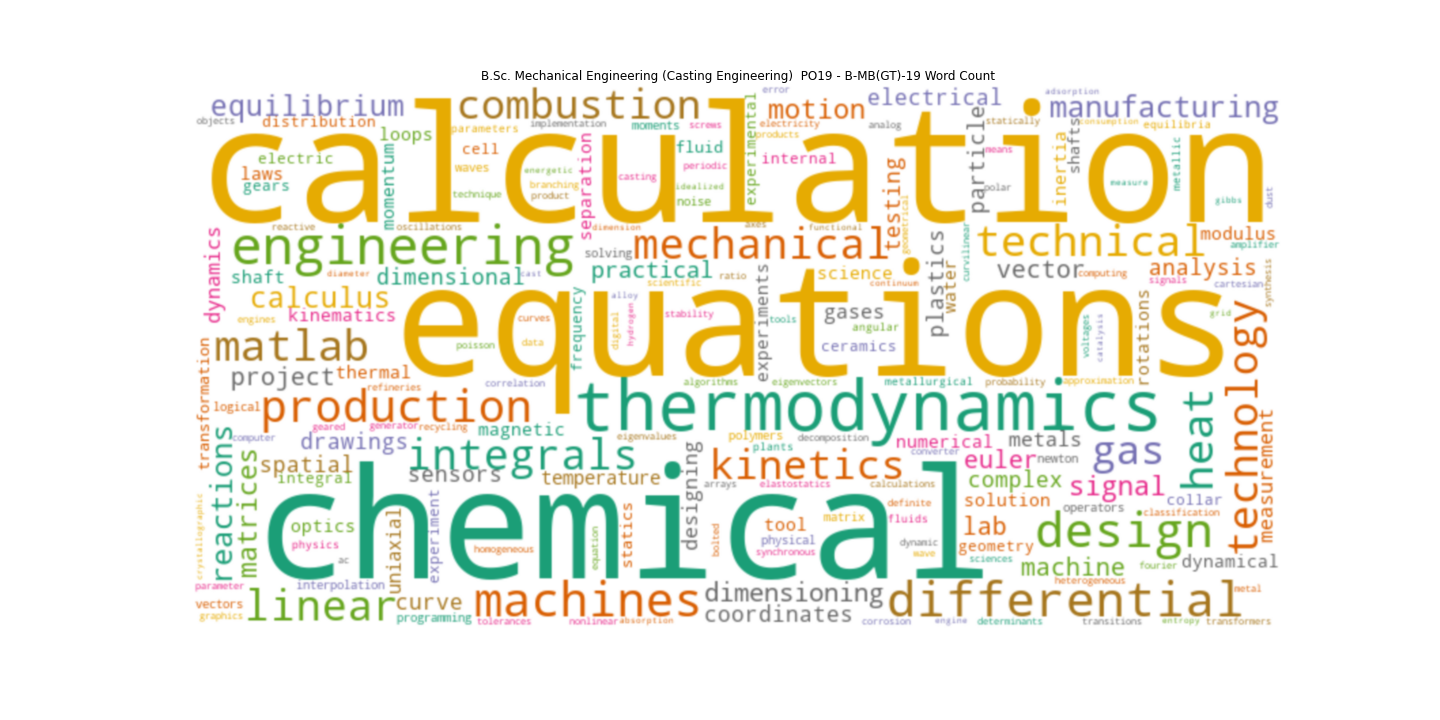 B.Sc. Mechanical Engineering (Casting Engineering)  PO19 - B-MB(GT)-19 Word Count
error
adsorption
equilibrium
combustion
motion
electrical
manufacturing
objects
distribution
loops
parameters
implementation
moments
screws
electricity
analog
statically
consumption
equilibria
calculation
products
experimental
particle
shafts
inertia
metallic
electric
laws
gears
momentum
cell
waves
technique
energetic
branching
product
separation
casting
fluid
periodic
idealized
noise
internal
testing
means
polar
measure
gibbs
dust
reactive
oscillations
dimension
axes
functional
geometrical
curvilinear
dynamics
engineering
solving
mechanical
technical
modulus
amplifier
shaft
diameter
dimensional
cast
practical
ratio
scientific
science
continuum
plastics
water
vector
computing
analysis
signals
cartesian
synthesis
calculus
kinematics
engines
equations
frequency
alloy
digital
hydrogen
stability
experiments
tools
gases
angular
ceramics
voltages
catalysis
rotations
grid
technology
matlab
curves
data
poisson
project
thermal
refineries
correlation
algorithms
eigenvectors
metallurgical
probability
approximation
transformation
logical
production
thermodynamics
heat
geared
generator
recycling
magnetic
computer
drawings
integrals
eigenvalues
polymers
plants
decomposition
numerical
converter
metals
newton
gas
measurement
reactions
matrices
spatial
integral
sensors
temperature
designing
kinetics
arrays
elastostatics
calculations
euler
complex
signal
solution
collar
operators
classification
crystallographic
chemical
optics
physics
ac
uniaxial
experiment
homogeneous
equation
statics
bolted
tool
matrix
physical
synchronous
definite
fluids
dynamic
wave
lab
geometry
sciences
design
machine
fourier
dynamical
heterogeneous
parameter
interpolation
metal
vectors
graphics
linear
curve
programming
machines
tolerances
nonlinear
absorption
dimensioning
coordinates
differential
corrosion
engine
determinants
transitions
entropy
transformers